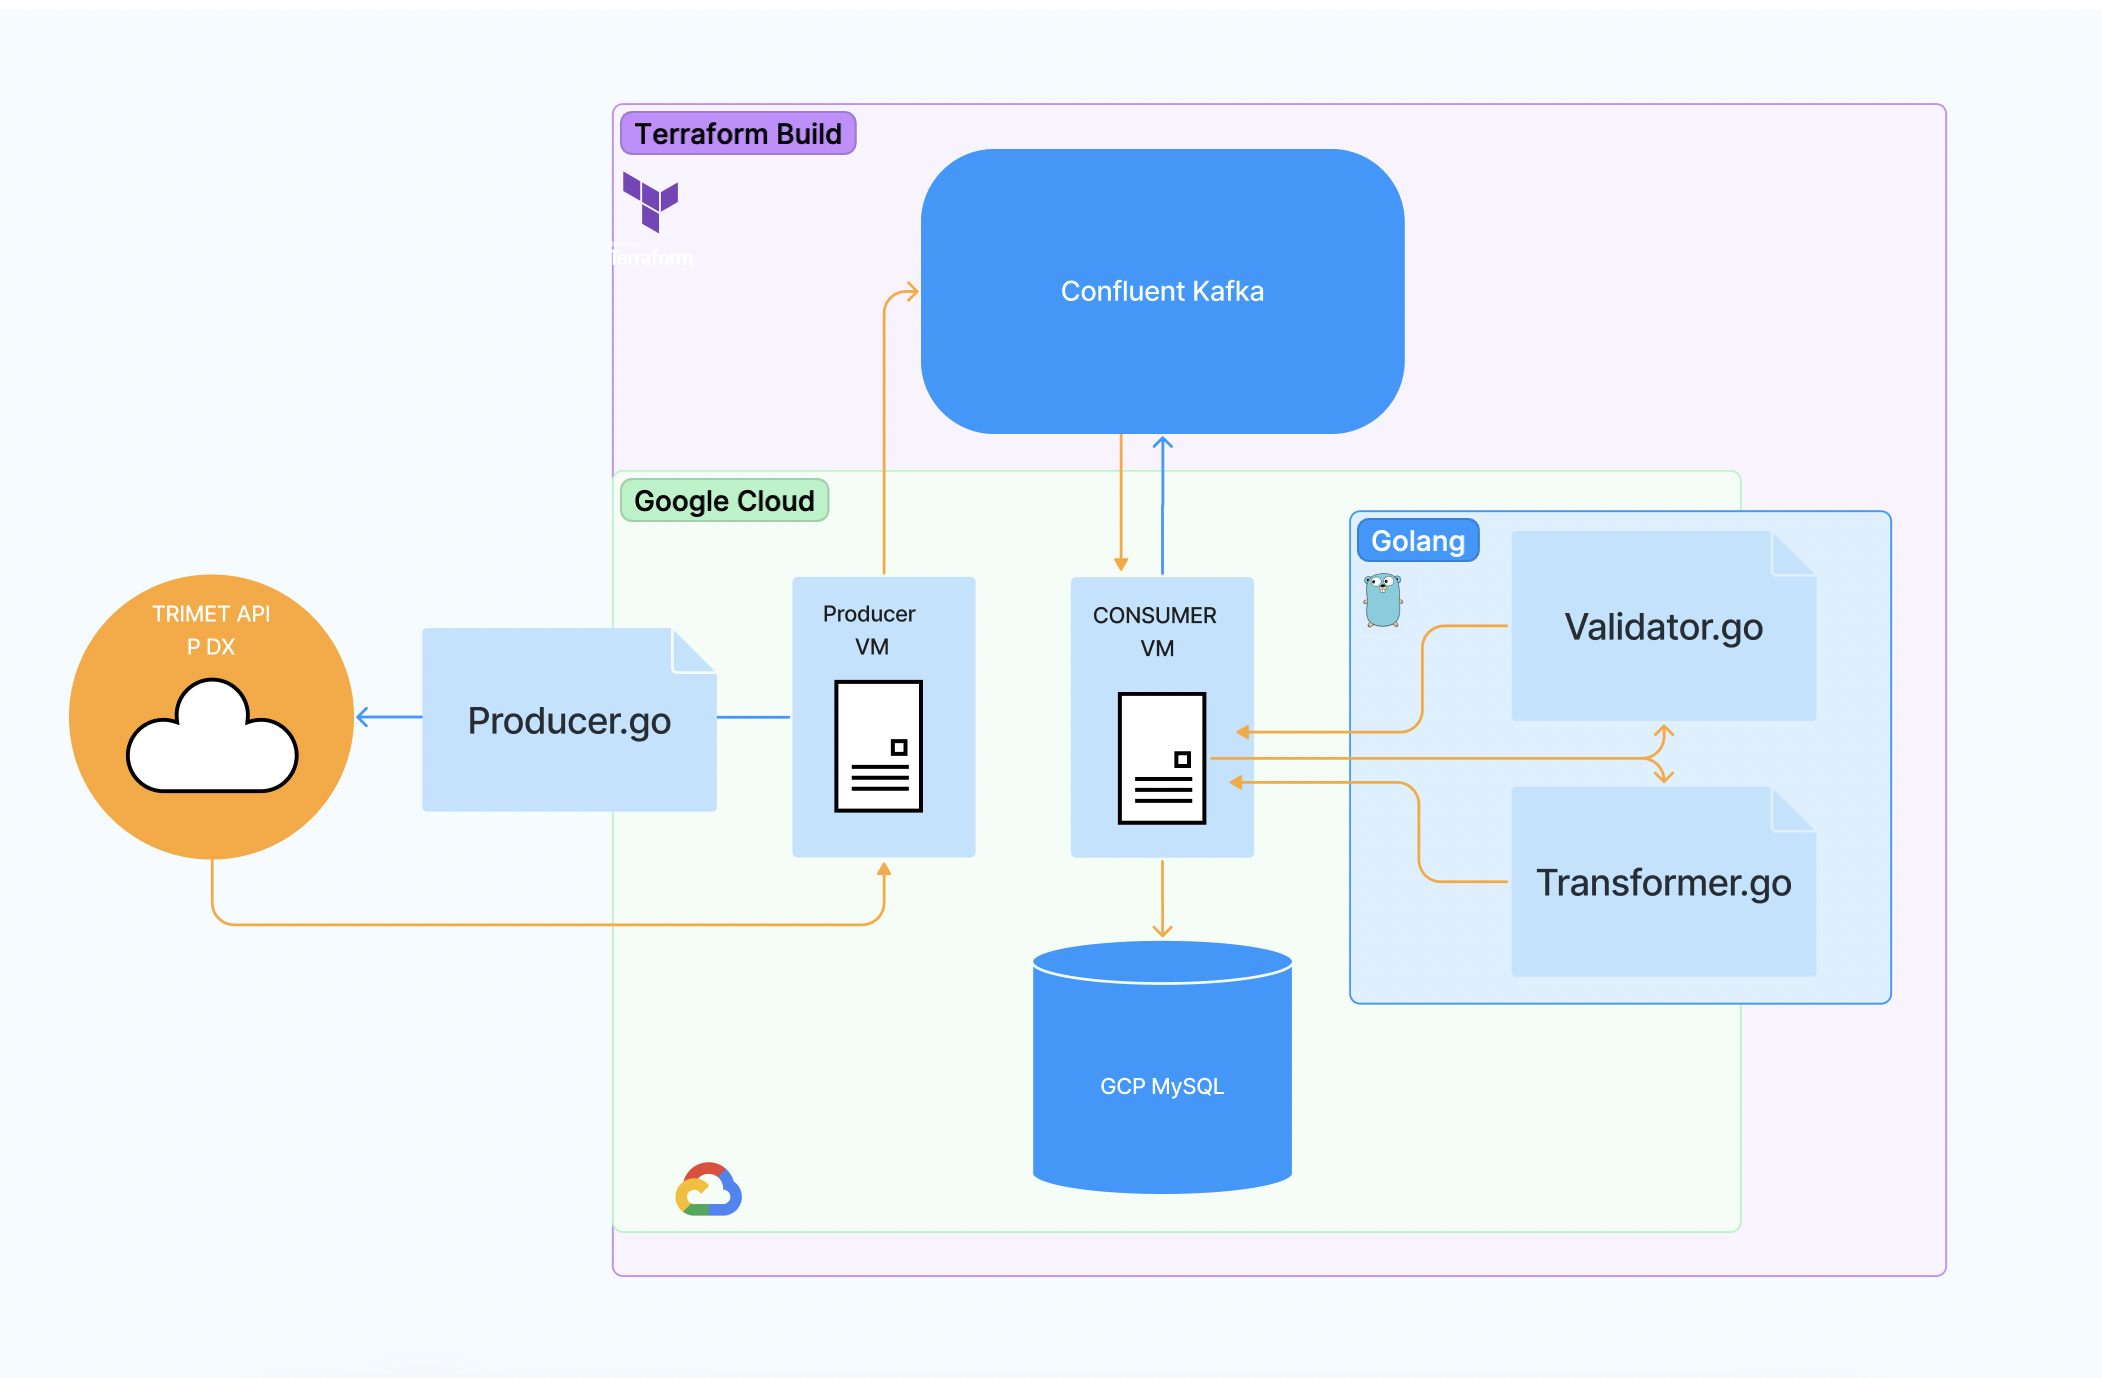 Terraform Build
Terraform
Confluent Kafka
Google Cloud
Golang
TRIMET API
P DX
Producer.go
Producer
VM
CONSUMER
VM
Validator.go
Transformer.go
GCP MySQL